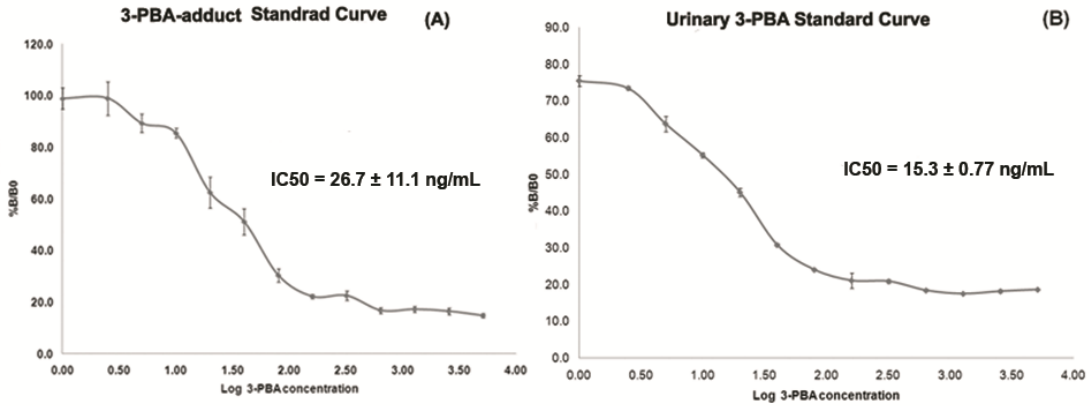 3-PBA-adduct Standrad Curve (A)
120.0
100.0
80.0
60.0
40.0
20.0
0.0
%B/B0
IC50 = 26.7 ± 11.1 ng/mL
0.00 0.50 1.00 1.50 2.00 2.50 3.00 3.50 4.00
Log 3-PBA concentration
Urinary 3-PBA Standard Curve (B)
90.0
80.0
70.0
60.0
50.0
40.0
30.0
20.0
10.0
0.0
%B/B0
IC50 = 15.3 ± 0.77 ng/mL
0.00 0.50 1.00 1.50 2.00 2.50 3.00 3.50 4.00
Log 3-PBA concentration